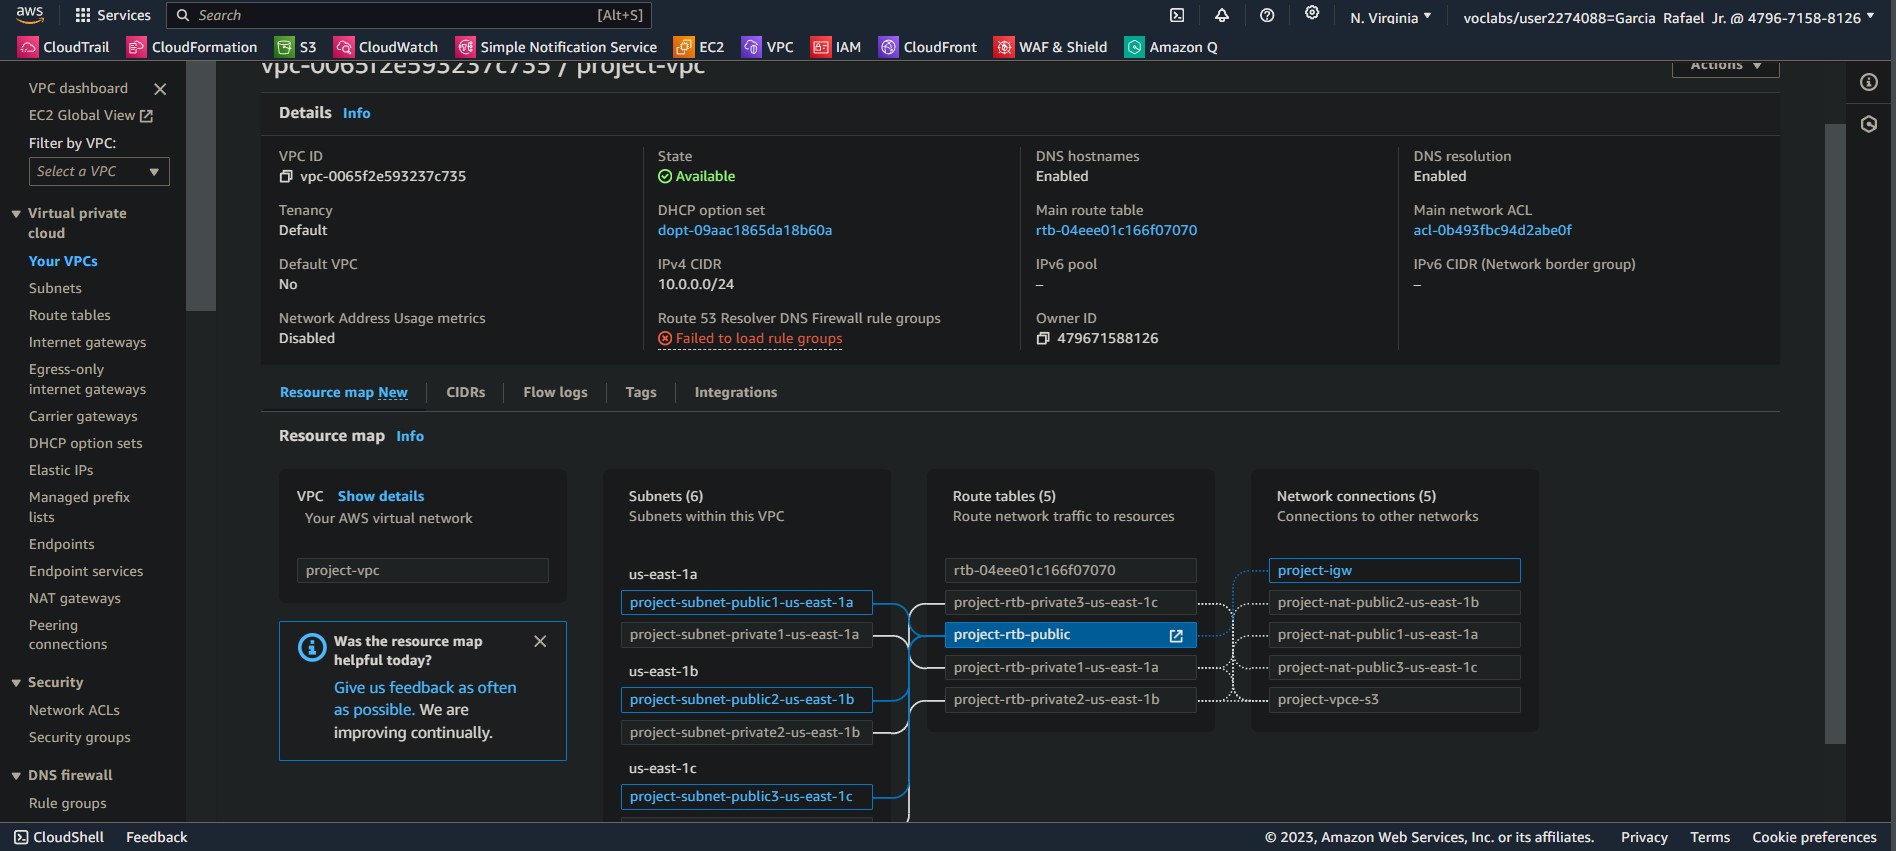 aws
Services
Search
[Alt+S]
N. Virginia
voclabs/user2274088=Garcia Rafael Jr. @ 4796-7158-8126
CloudTrail
CloudFormation
S3
CloudWatch
Simple Notification Service
EC2
VPC
IAM
CloudFront
WAF & Shield
Amazon Q
VPC dashboard
EC2 Global View
Filter by VPC:
Select a VPC
Virtual private
cloud
Your VPCs
Subnets
Route tables
Internet gateways
Egress-only
internet gateways
Carrier gateways
DHCP option sets
Elastic IPs
Managed prefix
lists
Endpoints
Endpoint services
NAT gateways
Peering
connections
Security
Network ACLs
Security groups
DNS firewall
Rule groups
vpc-0065f2e593237c735 / project-vpc
Actions
Details Info
VPC ID
vpc-0065f2e593237c735
State
Available
DNS hostnames
Enabled
DNS resolution
Enabled
Tenancy
Default
DHCP option set
dopt-09aac1865da18b60a
Main route table
rtb-04eee01c166f07070
Main network ACL
acl-0b493fbc94d2abe0f
Default VPC
No
IPv4 CIDR
10.0.0.0/24
IPv6 pool
–
IPv6 CIDR (Network border group)
–
Network Address Usage metrics
Disabled
Route 53 Resolver DNS Firewall rule groups
Failed to load rule groups
Owner ID
479671588126
Resource map New
CIDRs
Flow logs
Tags
Integrations
Resource map Info
VPC Show details
Your AWS virtual network
project-vpc
Was the resource map
helpful today?
Give us feedback as often
as possible. We are
improving continually.
Subnets (6)
Subnets within this VPC
us-east-1a
project-subnet-public1-us-east-1a
project-subnet-private1-us-east-1a
us-east-1b
project-subnet-public2-us-east-1b
project-subnet-private2-us-east-1b
us-east-1c
project-subnet-public3-us-east-1c
Route tables (5)
Route network traffic to resources
rtb-04eee01c166f07070
project-rtb-private3-us-east-1c
project-rtb-public
project-rtb-private1-us-east-1a
project-rtb-private2-us-east-1b
Network connections (5)
Connections to other networks
project-igw
project-nat-public2-us-east-1b
project-nat-public1-us-east-1a
project-nat-public3-us-east-1c
project-vpce-s3
CloudShell
Feedback
© 2023, Amazon Web Services, Inc. or its affiliates.
Privacy
Terms
Cookie preferences